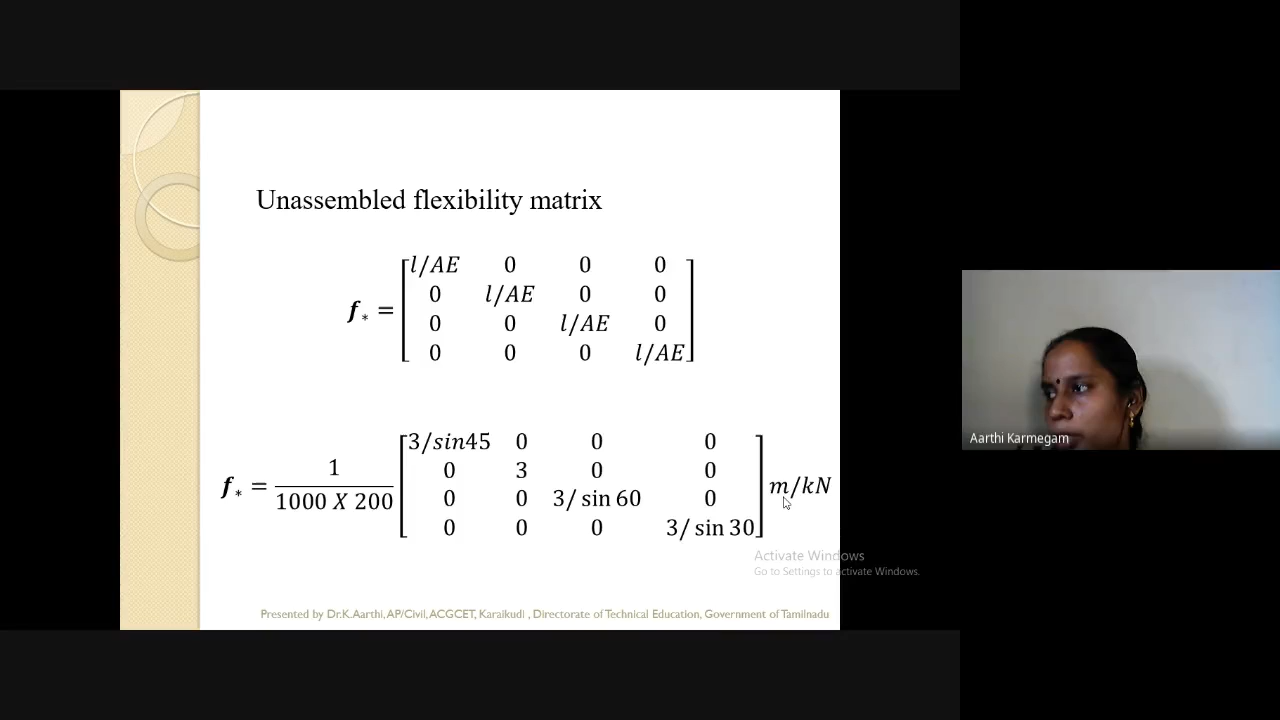 Unassembled flexibility matrix
f* = [ l/AE 0 0 0
0 l/AE 0 0
0 0 l/AE 0
0 0 0 l/AE ]
f* = 1 / 1000 X 200 [ 3/sin45 0 0 0
0 3 0 0
0 0 3/ sin 60 0
0 0 0 3/ sin 30 ] m/kN
Activate Windows
Go to Settings to activate Windows.
Presented by Dr.K.Aarthi, AP/Civil, ACGCET, Karaikudi , Directorate of Technical Education, Government of Tamilnadu
Aarthi Karmegam